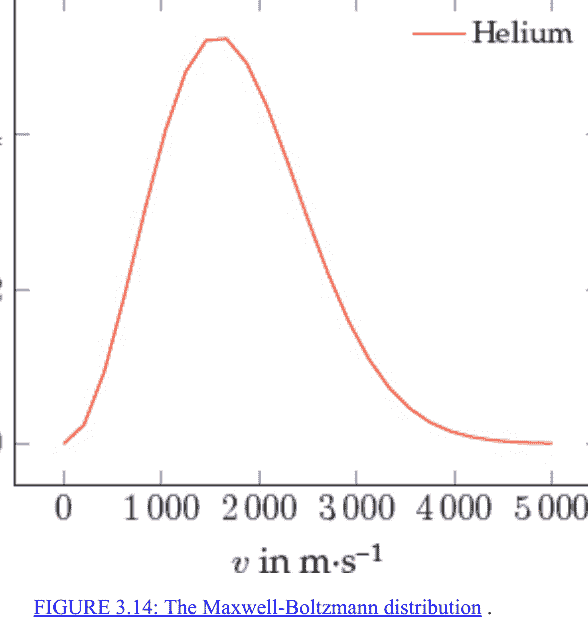 Helium
0 1 000 2 000 3 000 4 000 5 000
v in m·s⁻¹
FIGURE 3.14: The Maxwell-Boltzmann distribution .